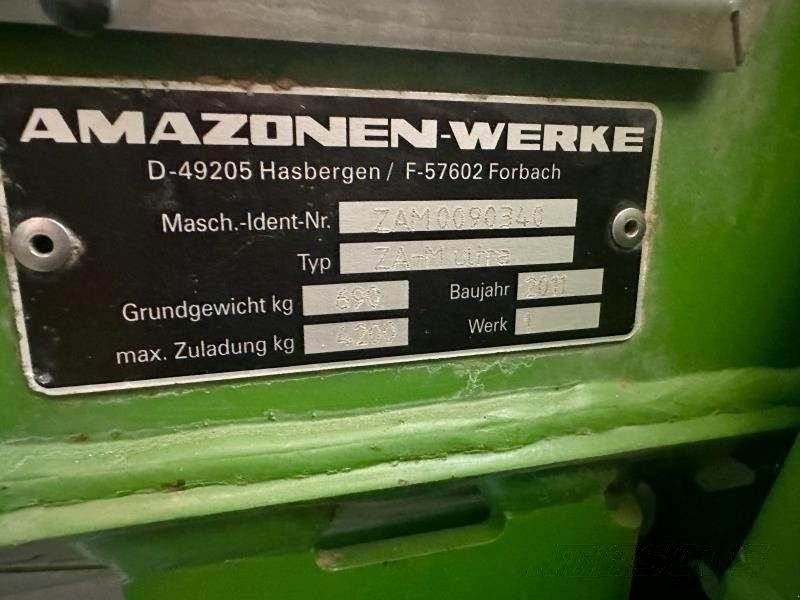 AMAZONEN-WERKE
D-49205 Hasbergen / F-57602 Forbach
Masch.-Ident-Nr. ZAM0090340
Typ ZA-M ultra
Grundgewicht kg 690 Baujahr 2011
max. Zuladung kg 4200 Werk 1